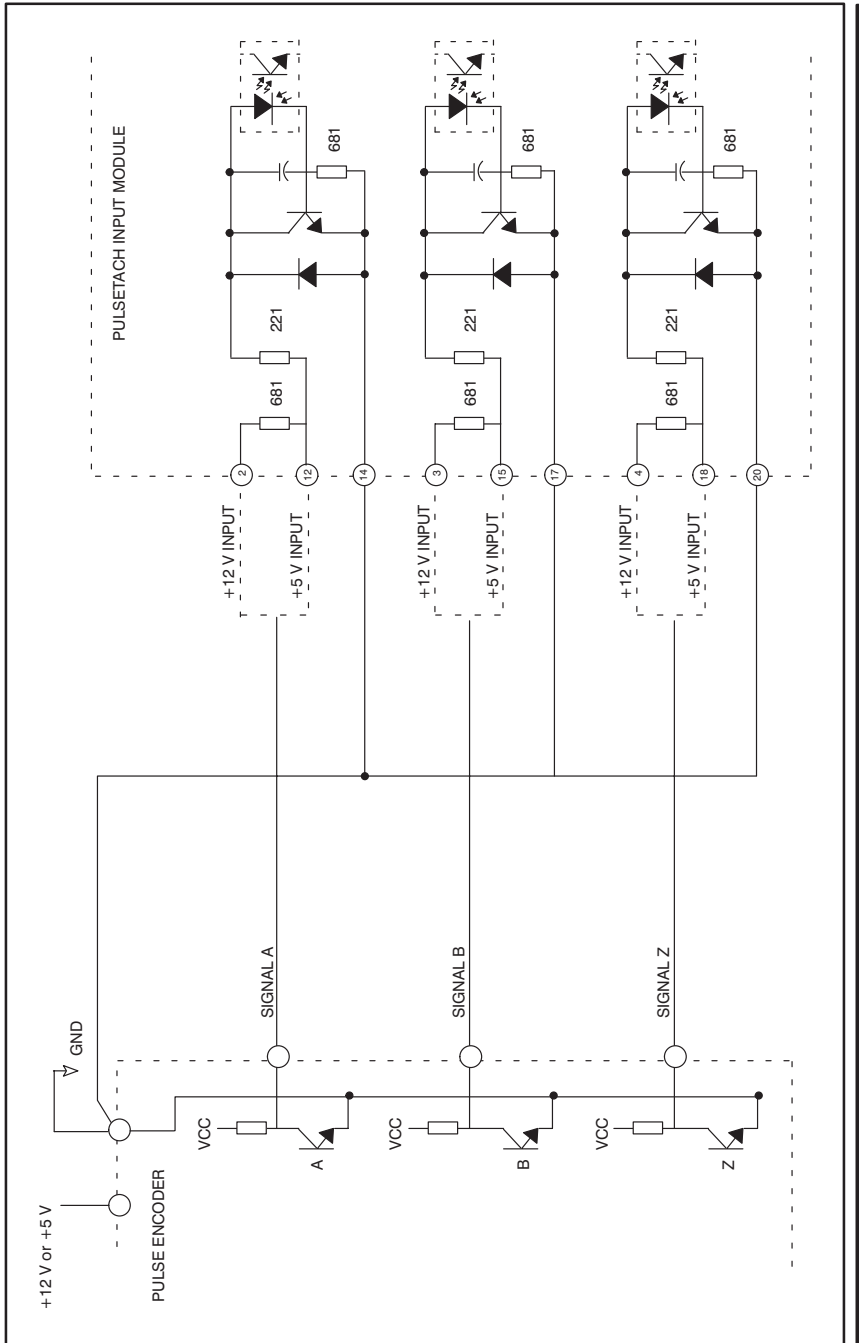 PULSETACH INPUT MODULE
681
221
681
2
12
14
+12 V INPUT
+5 V INPUT
681
221
681
3
15
17
+12 V INPUT
+5 V INPUT
681
221
681
4
18
20
+12 V INPUT
+5 V INPUT
SIGNAL A
SIGNAL B
SIGNAL Z
GND
VCC
A
VCC
B
VCC
Z
PULSE ENCODER
+12 V or +5 V